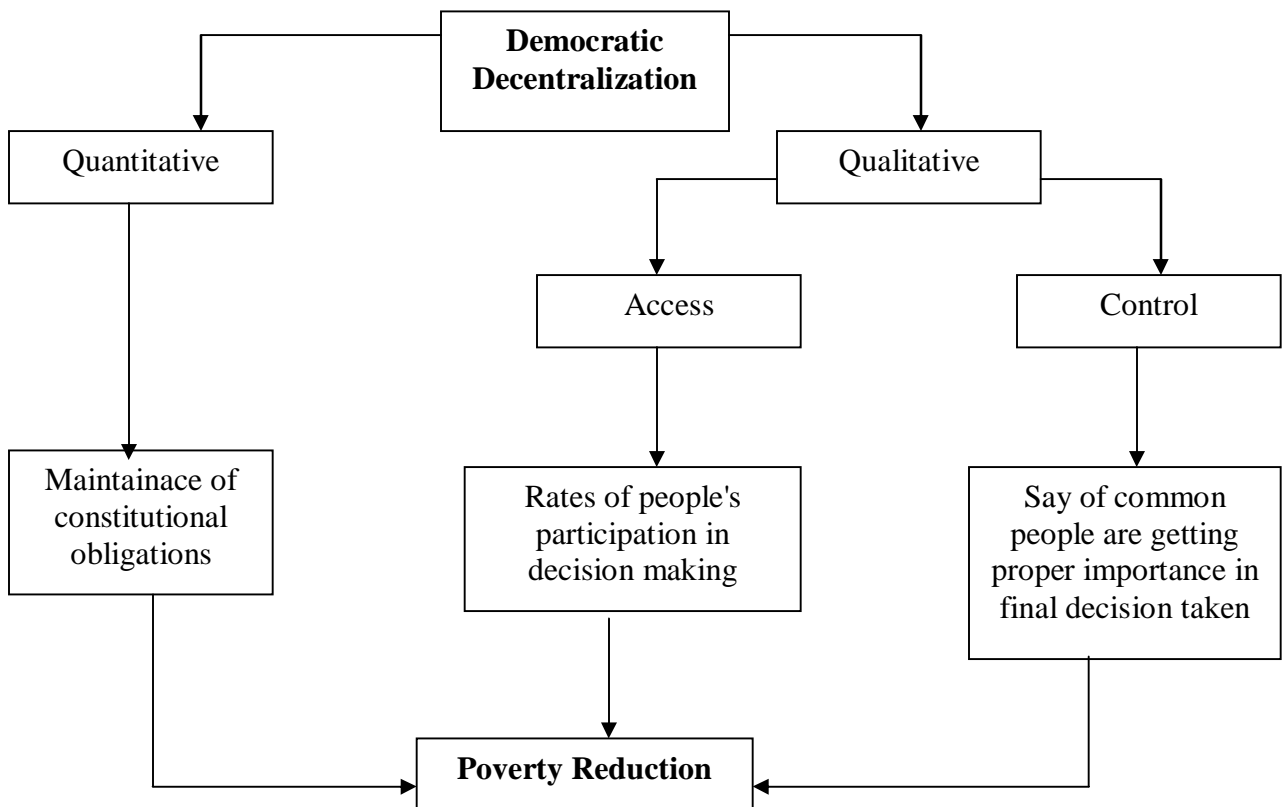 Democratic
Decentralization
Quantitative
Qualitative
Access
Control
Maintainace of
constitutional
obligations
Rates of people's
participation in
decision making
Say of common
people are getting
proper importance in
final decision taken
Poverty Reduction